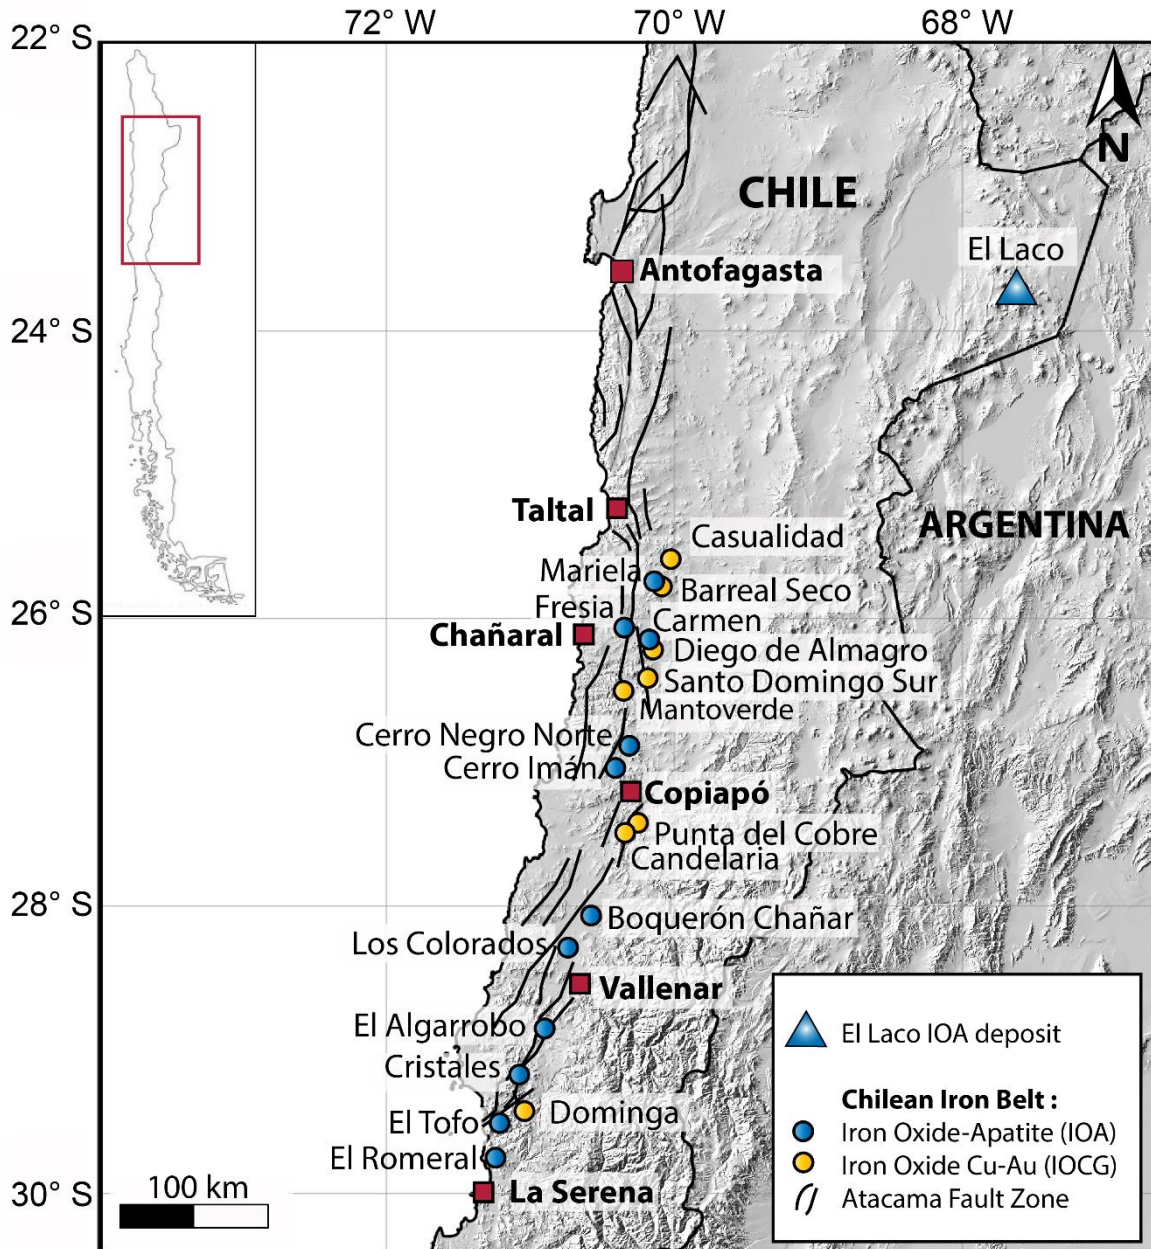 72° W
70° W
68° W
22° S
N
CHILE
El Laco
Antofagasta
24° S
Taltal
ARGENTINA
Casualidad
Mariela
Barreal Seco
Fresia
26° S
Carmen
Chañaral
Diego de Almagro
Santo Domingo Sur
Mantoverde
Cerro Negro Norte
Cerro Imán
Copiapó
Punta del Cobre
Candelaria
28° S
Boquerón Chañar
Los Colorados
Vallenar
El Algarrobo
Cristales
Dominga
El Tofo
El Romeral
30° S
La Serena
100 km
El Laco IOA deposit
Chilean Iron Belt :
Iron Oxide-Apatite (IOA)
Iron Oxide Cu-Au (IOCG)
Atacama Fault Zone